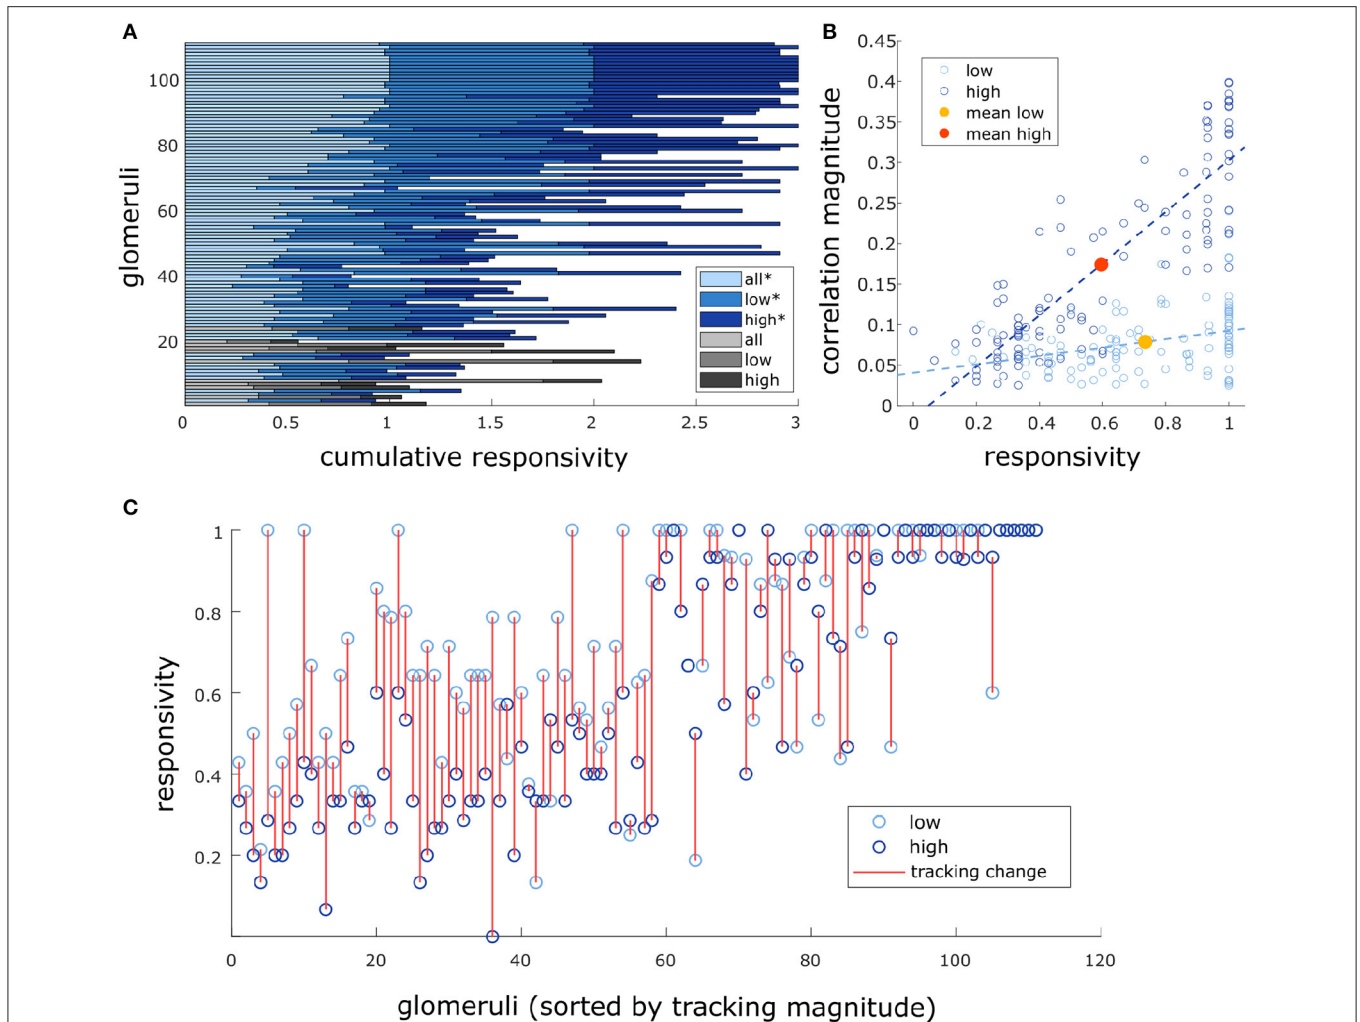 A
glomeruli
100
80
60
40
20
0
0.5
1
1.5
2
2.5
3
cumulative responsivity
all*
low*
high*
all
low
high
B
correlation magnitude
0.45
0.4
0.35
0.3
0.25
0.2
0.15
0.1
0.05
0
0
0.2
0.4
0.6
0.8
1
responsivity
low
high
mean low
mean high
C
responsivity
1
0.8
0.6
0.4
0.2
0
20
40
60
80
100
120
glomeruli (sorted by tracking magnitude)
low
high
tracking change